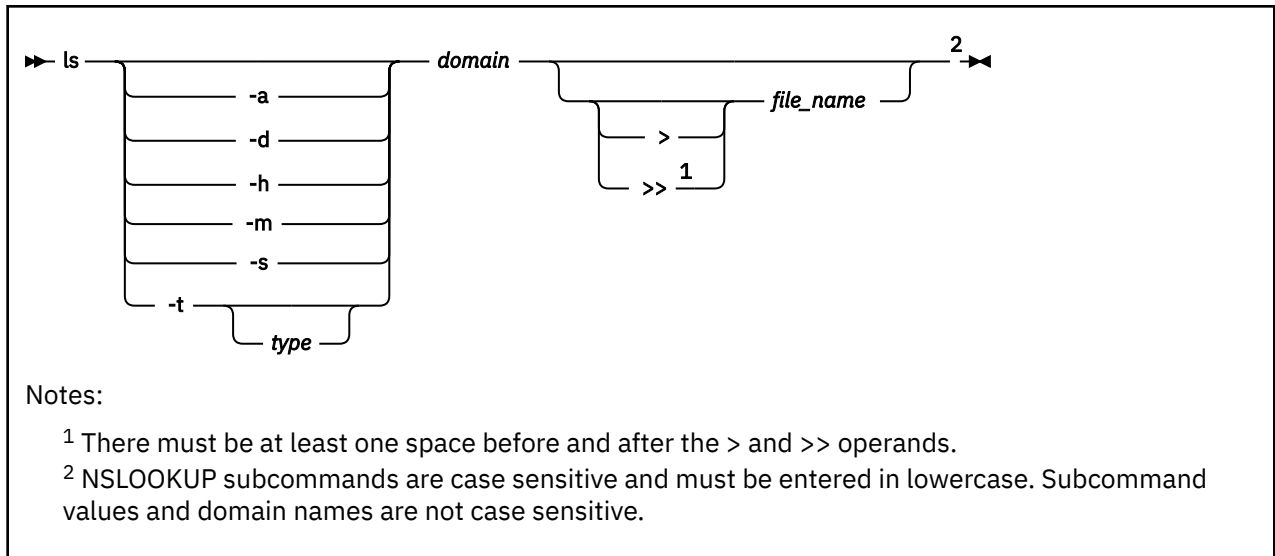 ls domain 2
-a > file_name
-d >> 1
-h
-m
-s
-t
type
Notes:
1 There must be at least one space before and after the > and >> operands.
2 NSLOOKUP subcommands are case sensitive and must be entered in lowercase. Subcommand
values and domain names are not case sensitive.